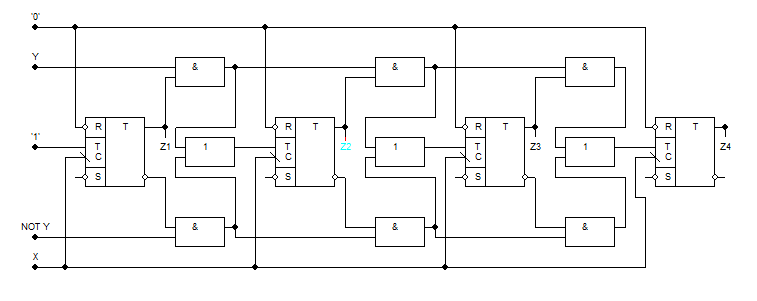 '0'
Y & & &
R T R T R T R T
'1' T Z1 1 T Z2 1 T Z3 1 T Z4
C C C C
S S S S
NOT Y & & &
X